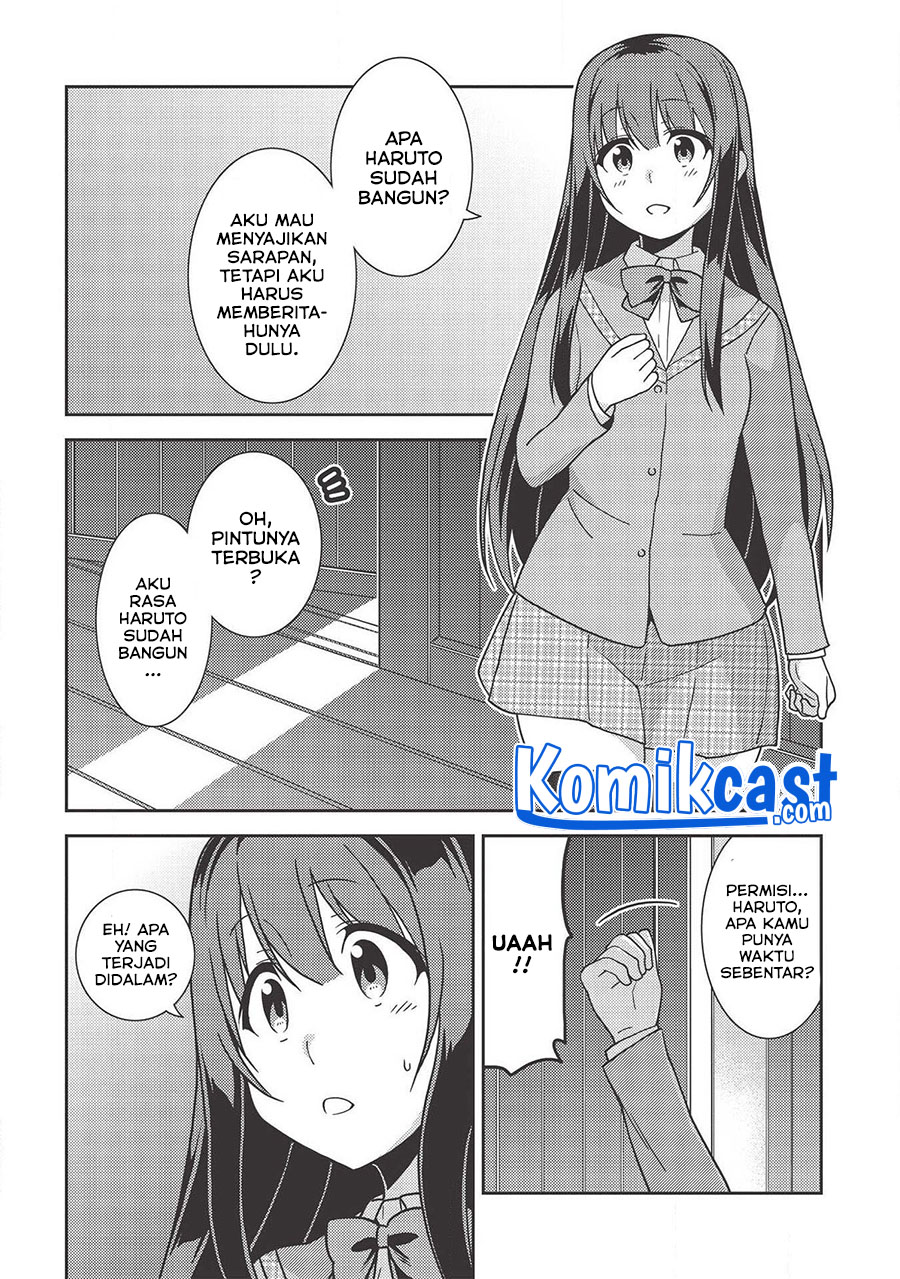 APA
HARUTO
SUDAH
BANGUN?
AKU MAU
MENYAJIKAN
SARAPAN,
TETAPI AKU
HARUS
MEMBERITA-
HUNYA
DULU.
OH,
PINTUNYA
TERBUKA
?
AKU
RASA
HARUTO
SUDAH
BANGUN
...
Komikcast
.com
PERMISI...
HARUTO,
APA KAMU
PUNYA
WAKTU
SEBENTAR?
UAAH
!!
EH! APA
YANG
TERJADI
DIDALAM?